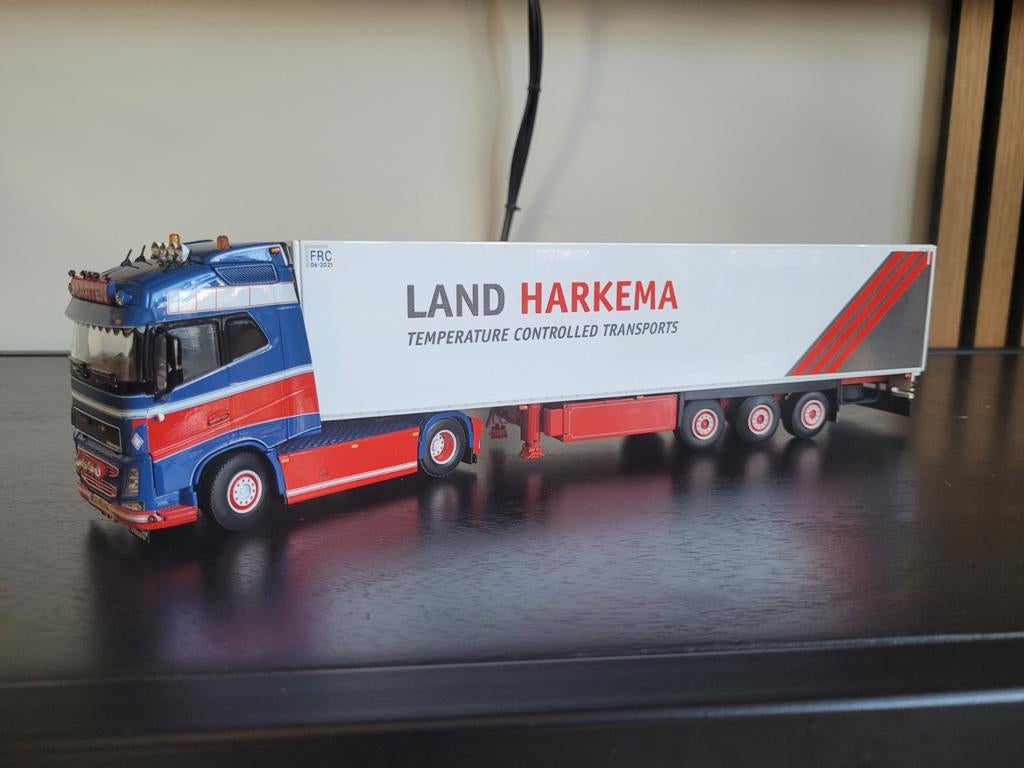 FRC
06-2021
LAND HARKEMA
TEMPERATURE CONTROLLED TRANSPORTS